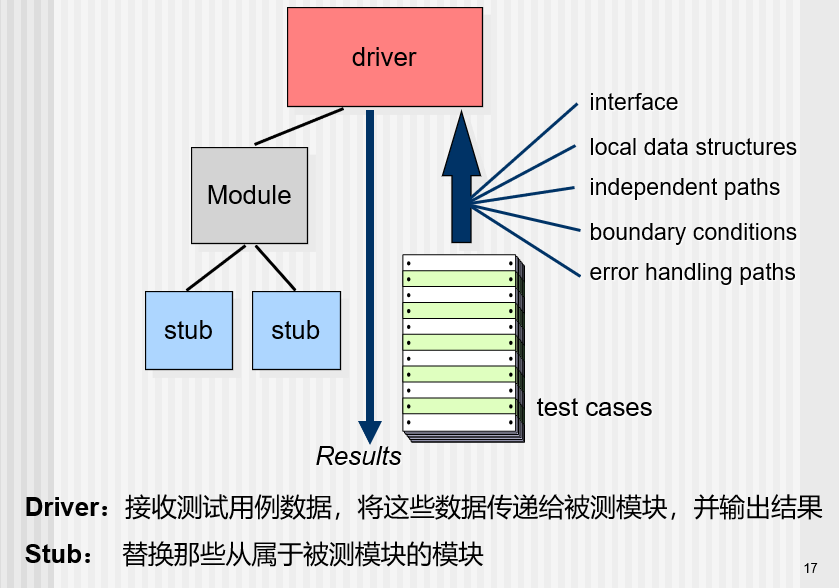 driver
interface
local data structures
Module
independent paths
boundary conditions
error handling paths
stub
stub
test cases
Results
Driver：接收测试用例数据，将这些数据传递给被测模块，并输出结果
Stub： 替换那些从属于被测模块的模块
17